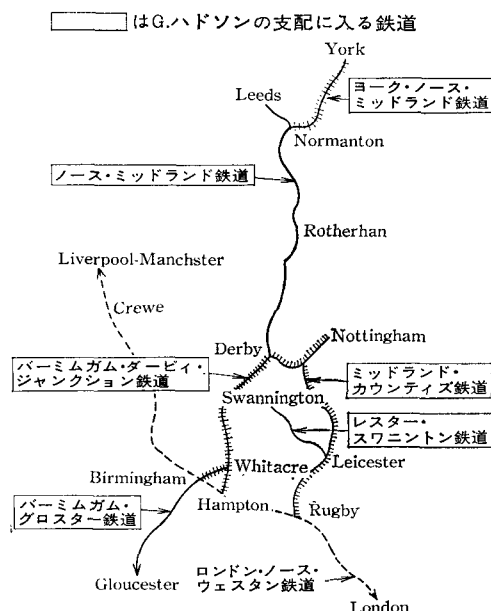 はG.ハドソンの支配に入る鉄道
York
ヨーク・ノース・
ミッドランド鉄道
Leeds
Normanton
ノース・ミッドランド鉄道
Rotherhan
Liverpool-Manchster
Crewe
Nottingham
Derby
バーミムガム・ダービィ・
ジャンクション鉄道
ミッドランド・
カウンティズ鉄道
Swannington
レスター・
スワニントン鉄道
Whitacre
Leicester
Birmingham
Hampton
Rugby
バーミムガム・
グロスター鉄道
Gloucester
ロンドン・ノース・
ウェスタン鉄道
London